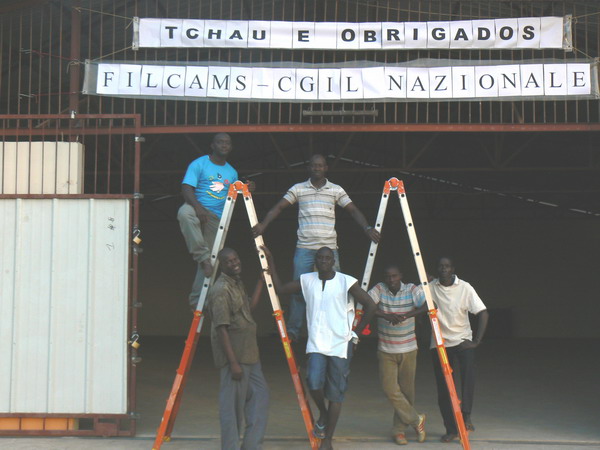 TCHAU E OBRIGADOS
FILCAMS-CGIL NAZIONALE